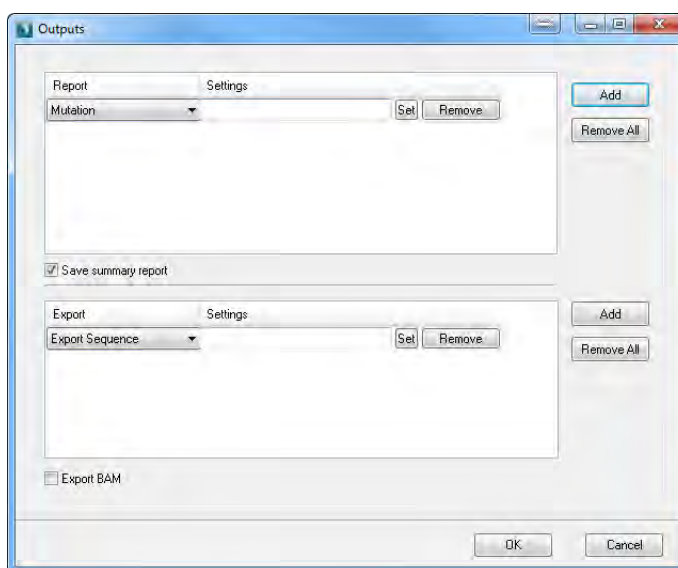 Outputs
Report Settings
Mutation Set Remove
Add
Remove All
Save summary report
Export Settings
Export Sequence Set Remove
Add
Remove All
Export BAM
OK Cancel